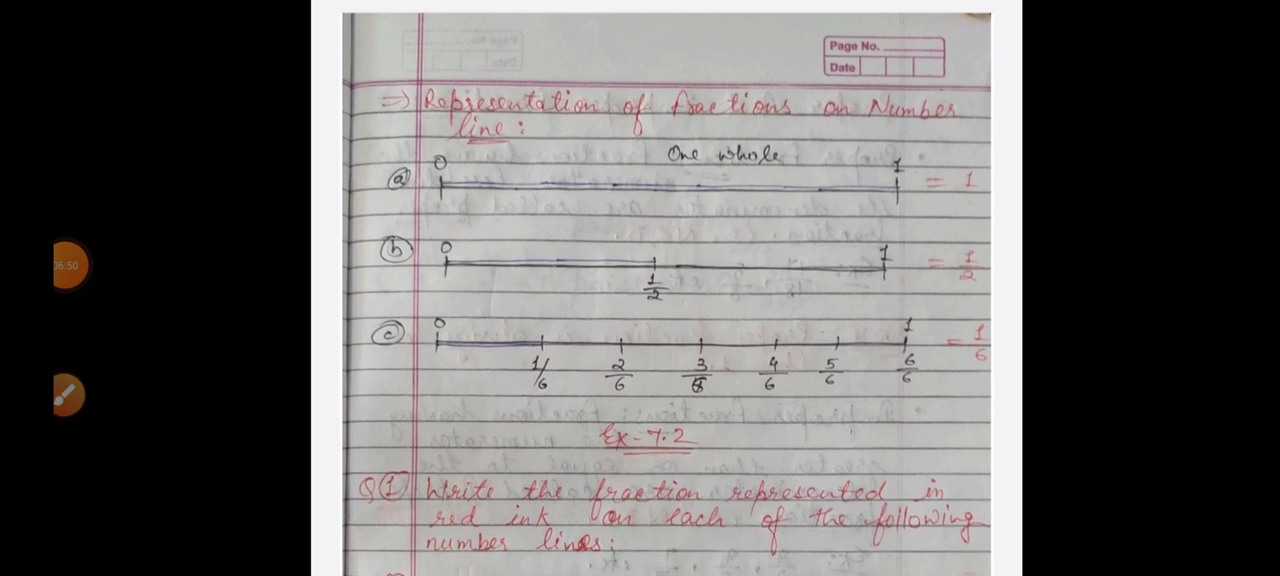 Page No.
Date
⇒ Representation of fractions on Number
line:
One whole
(a) 0 1 = 1
(b) 0 1 = 1/2
1/2
(c) 0 1 = 1/6
1/6 2/6 3/6 4/6 5/6 6/6
Ex-7.2
Q(1) Write the fraction represented in
red ink on each of the following
number lines:
06:50